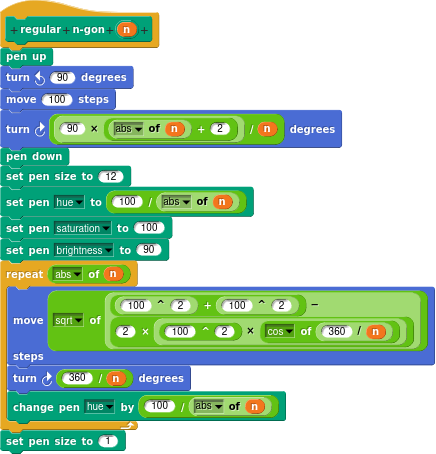 + regular + n-gon + n +
pen up
turn ↺ 90 degrees
move 100 steps
turn ↻ 90 × abs of n + 2 / n degrees
pen down
set pen size to 12
set pen hue to 100 / abs of n
set pen saturation to 100
set pen brightness to 90
repeat abs of n
100 ^ 2 + 100 ^ 2 −
move sqrt of
2 × 100 ^ 2 × cos of 360 / n
steps
turn ↻ 360 / n degrees
change pen hue by 100 / abs of n
set pen size to 1